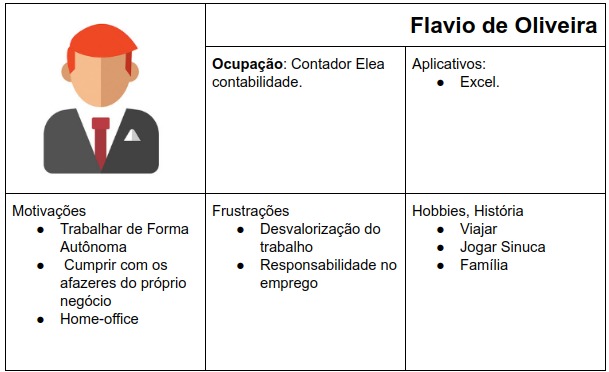 Flavio de Oliveira
Ocupação: Contador Elea
contabilidade.
Aplicativos:
● Excel.
Motivações
● Trabalhar de Forma
Autônoma
● Cumprir com os
afazeres do próprio
negócio
● Home-office
Frustrações
● Desvalorização do
trabalho
● Responsabilidade no
emprego
Hobbies, História
● Viajar
● Jogar Sinuca
● Família